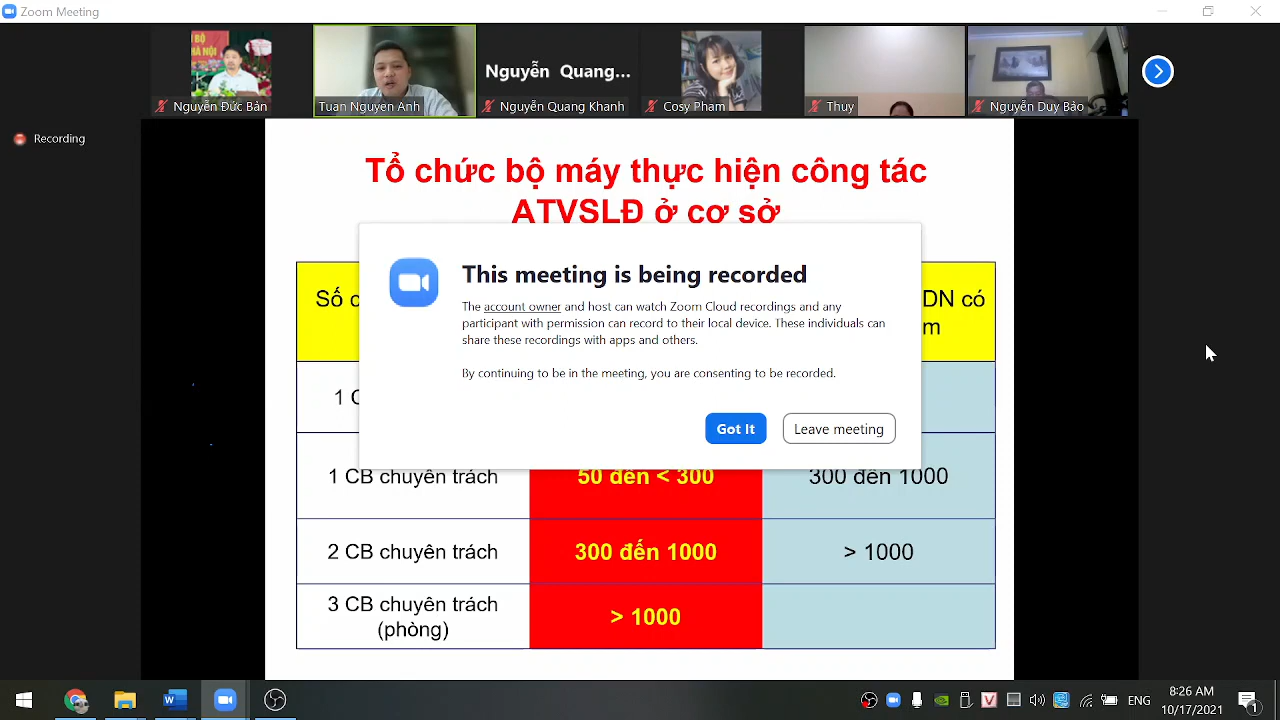 Zoom Meeting
BỘ
HÀ NỘI
Nguyễn Quang...
Nguyễn Đức Bản
Tuan Nguyen Anh
Nguyễn Quang Khanh
Cosy Pham
Thuy
Nguyễn Duy Bảo
Recording
Tổ chức bộ máy thực hiện công tác
ATVSLĐ ở cơ sở
This meeting is being recorded
The account owner and host can watch Zoom Cloud recordings and any
participant with permission can record to their local device. These individuals can
share these recordings with apps and others.
By continuing to be in the meeting, you are consenting to be recorded.
Got It
Leave meeting
Số
DN có
1
1 CB chuyên trách
50 đến < 300
300 đến 1000
2 CB chuyên trách
300 đến 1000
> 1000
3 CB chuyên trách
(phòng)
> 1000
ENG
8:26 AM
10/17/2021